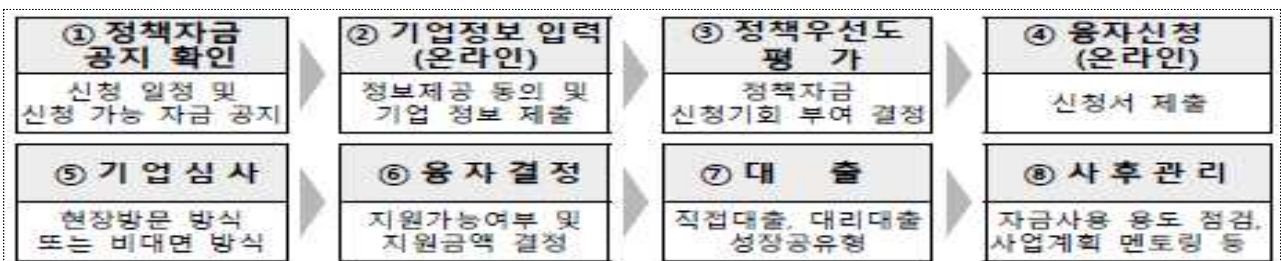 ① 정책자금
공지 확인
신청 일정 및
신청 가능 자금 공지
② 기업정보 입력
(온라인)
정보제공 동의 및
기업 정보 제출
③ 정책우선도
평 가
정책자금
신청기회 부여 결정
④ 융자신청
(온라인)
신청서 제출
⑤ 기 업 심 사
현장방문 방식
또는 비대면 방식
⑥ 융 자 결 정
지원가능여부 및
지원금액 결정
⑦ 대 출
직접대출, 대리대출
성장공유형
⑧ 사 후 관 리
자금사용 용도 점검,
사업계획 멘토링 등